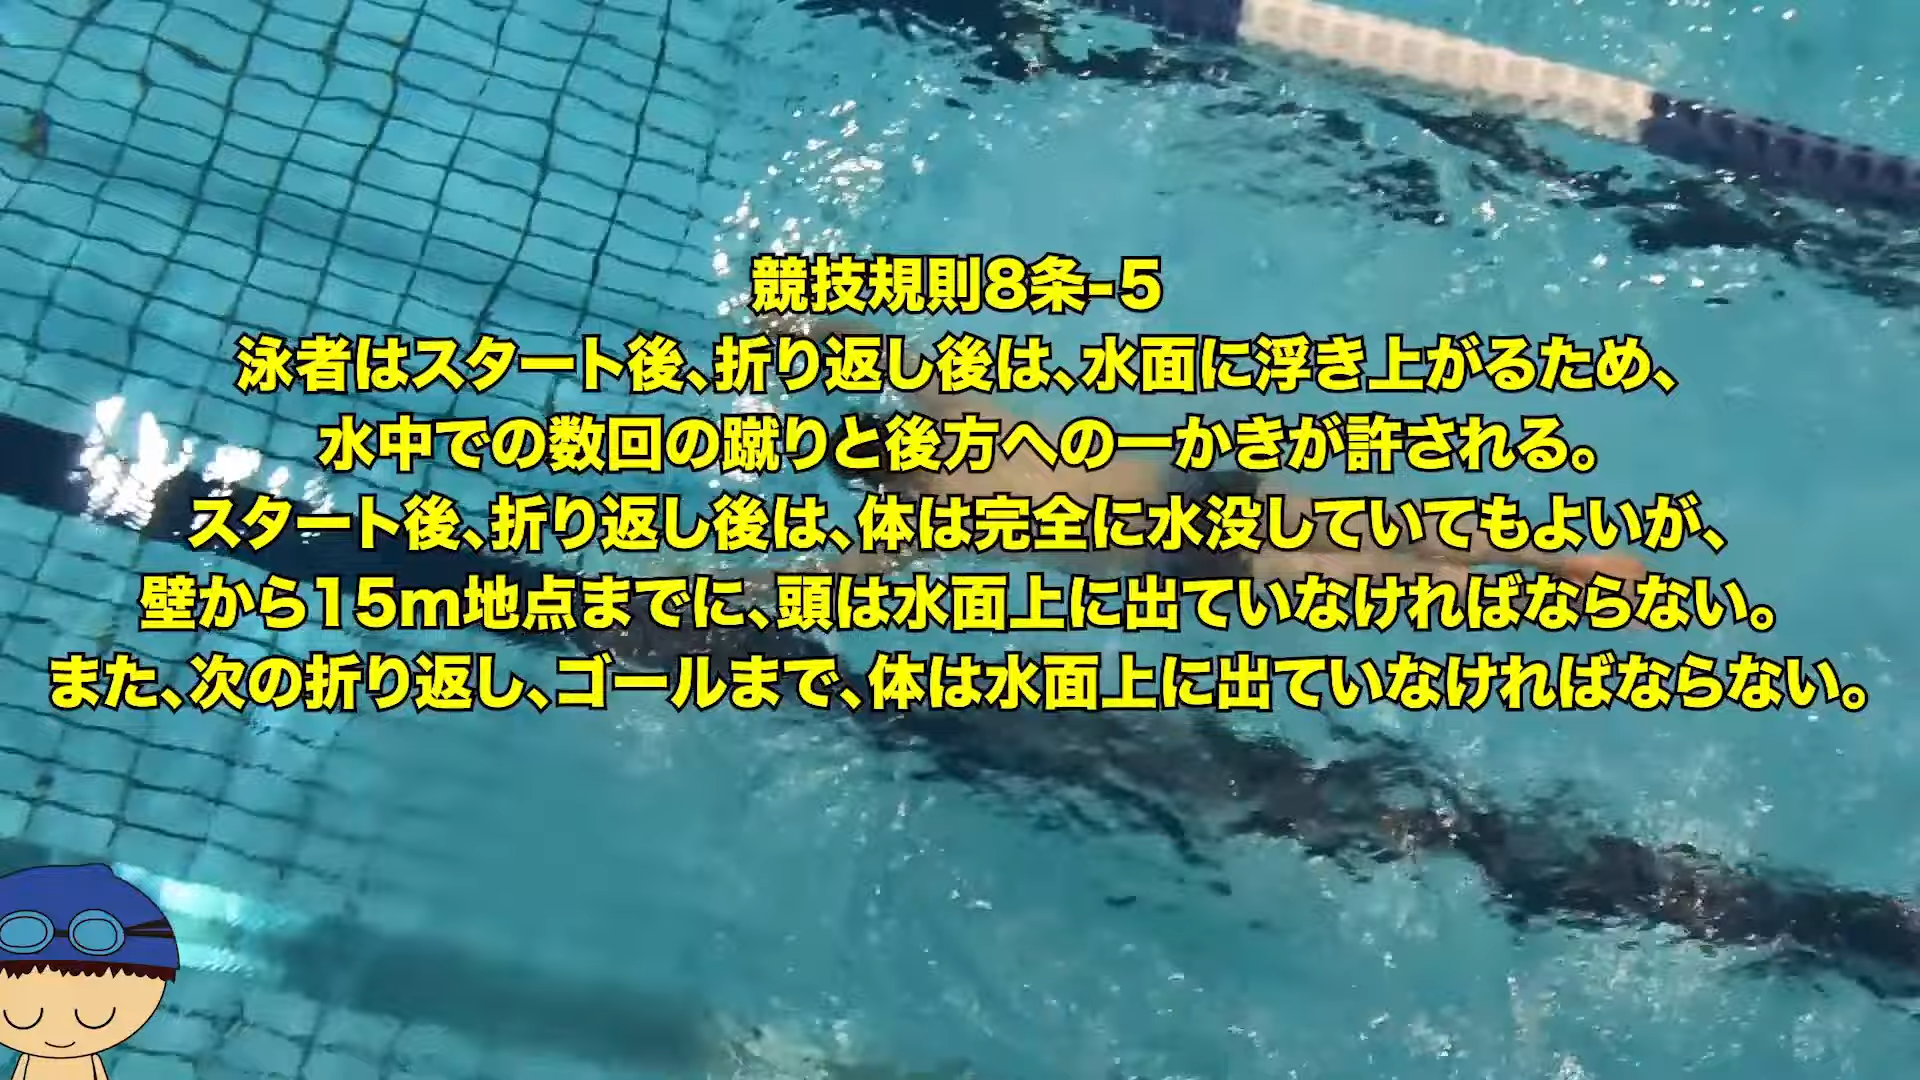 競技規則8条-5
泳者はスタート後、折り返し後は、水面に浮き上がるため、
水中での数回の蹴りと後方への一かきが許される。
スタート後、折り返し後は、体は完全に水没していてもよいが、
壁から15m地点までに、頭は水面上に出ていなければならない。
また、次の折り返し、ゴールまで、体は水面上に出ていなければならない。